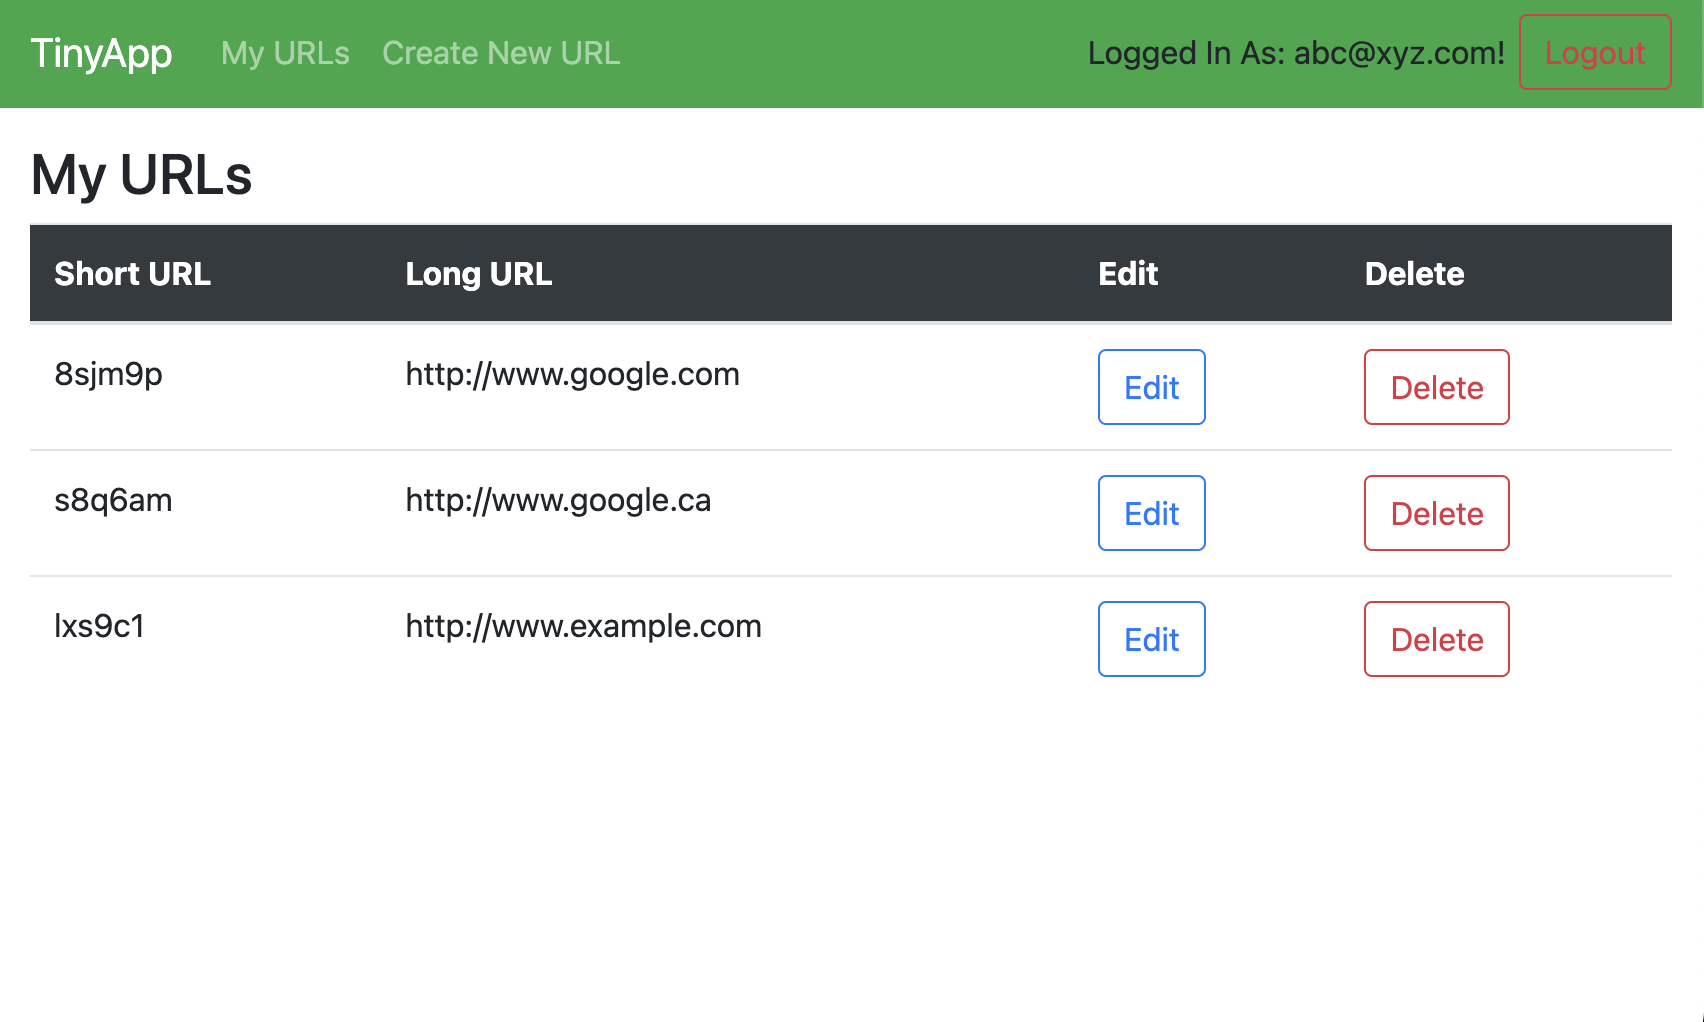 TinyApp My URLs Create New URL Logged In As: abc@xyz.com! Logout
My URLs
Short URL Long URL Edit Delete
8sjm9p http://www.google.com Edit Delete
s8q6am http://www.google.ca Edit Delete
lxs9c1 http://www.example.com Edit Delete